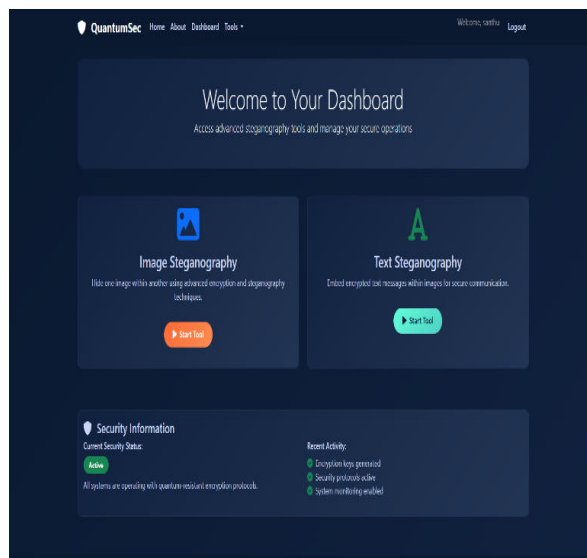 QuantumSec Home About Dashboard Tools Welcome, santhu Logout
Welcome to Your Dashboard
Access advanced steganography tools and manage your secure operations
Image Steganography
Hide one image within another using advanced encryption and steganography
techniques.
Start Tool
Text Steganography
Embed encrypted text messages within images for secure communication.
Start Tool
Security Information
Current Security Status:
Active
All systems are operating with quantum-resistant encryption protocols.
Recent Activity:
Encryption keys generated
Security protocols active
System monitoring enabled